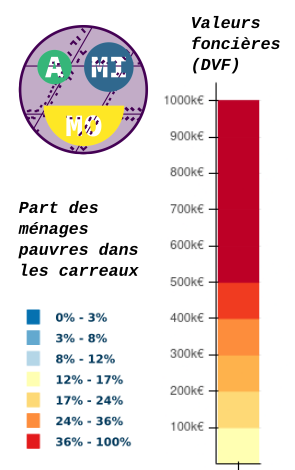 A MI
MO
Valeurs
foncières
(DVF)
1000k€
900k€
800k€
700k€
600k€
500k€
400k€
300k€
200k€
100k€
Part des
ménages
pauvres dans
les carreaux
0% - 3%
3% - 8%
8% - 12%
12% - 17%
17% - 24%
24% - 36%
36% - 100%